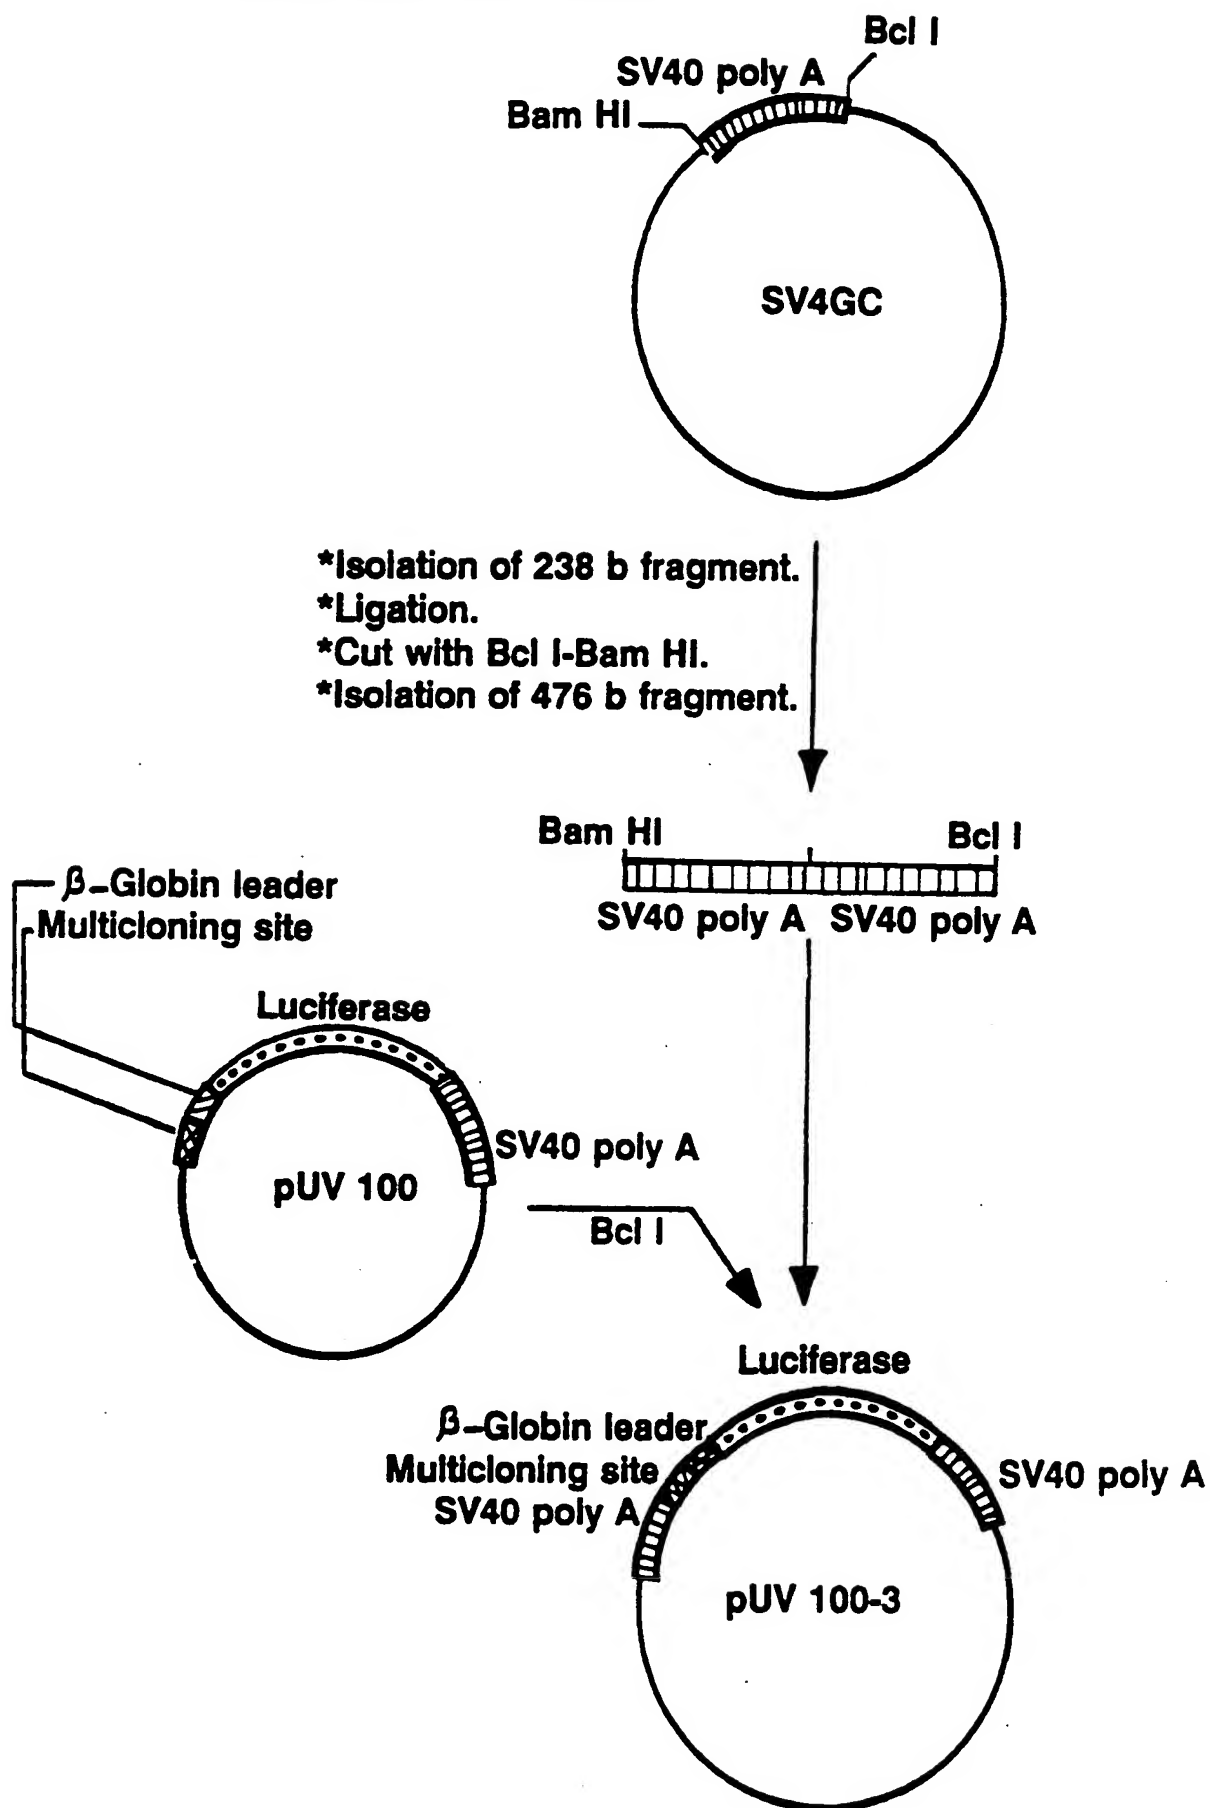 Bcl I
SV40 poly A
Bam HI
SV4GC
*Isolation of 238 b fragment.
*Ligation.
*Cut with Bcl I-Bam HI.
*Isolation of 476 b fragment.
Bam HI
Bcl I
SV40 poly A SV40 poly A
β-Globin leader
Multicloning site
Luciferase
SV40 poly A
pUV 100
Bcl I
Luciferase
β-Globin leader
Multicloning site
SV40 poly A
SV40 poly A
pUV 100-3